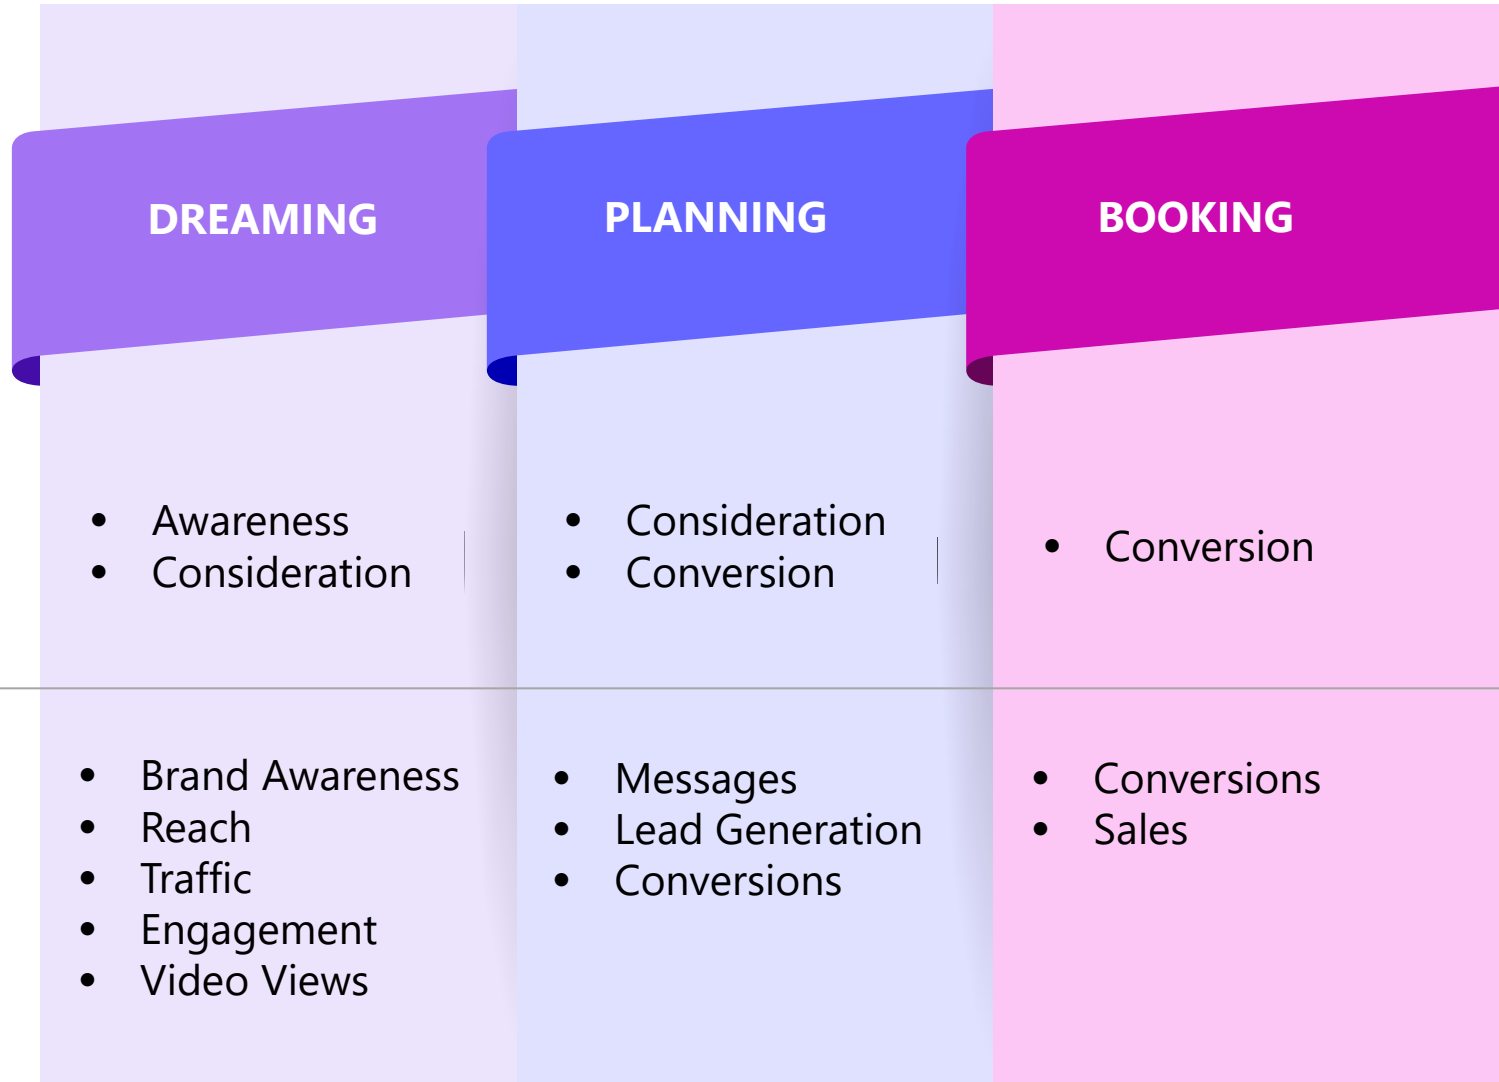 DREAMING
PLANNING
BOOKING
• Awareness
• Consideration
• Consideration
• Conversion
• Conversion
• Brand Awareness
• Reach
• Traffic
• Engagement
• Video Views
• Messages
• Lead Generation
• Conversions
• Conversions
• Sales